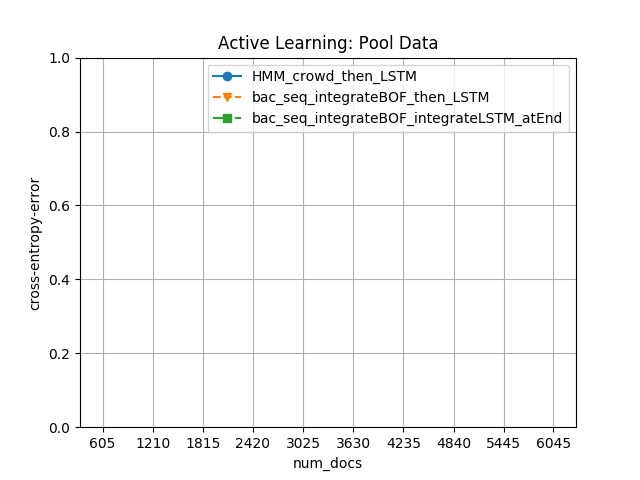 Active Learning: Pool Data
HMM_crowd_then_LSTM
bac_seq_integrateBOF_then_LSTM
bac_seq_integrateBOF_integrateLSTM_atEnd
cross-entropy-error
1.0
0.8
0.6
0.4
0.2
0.0
605 1210 1815 2420 3025 3630 4235 4840 5445 6045
num_docs